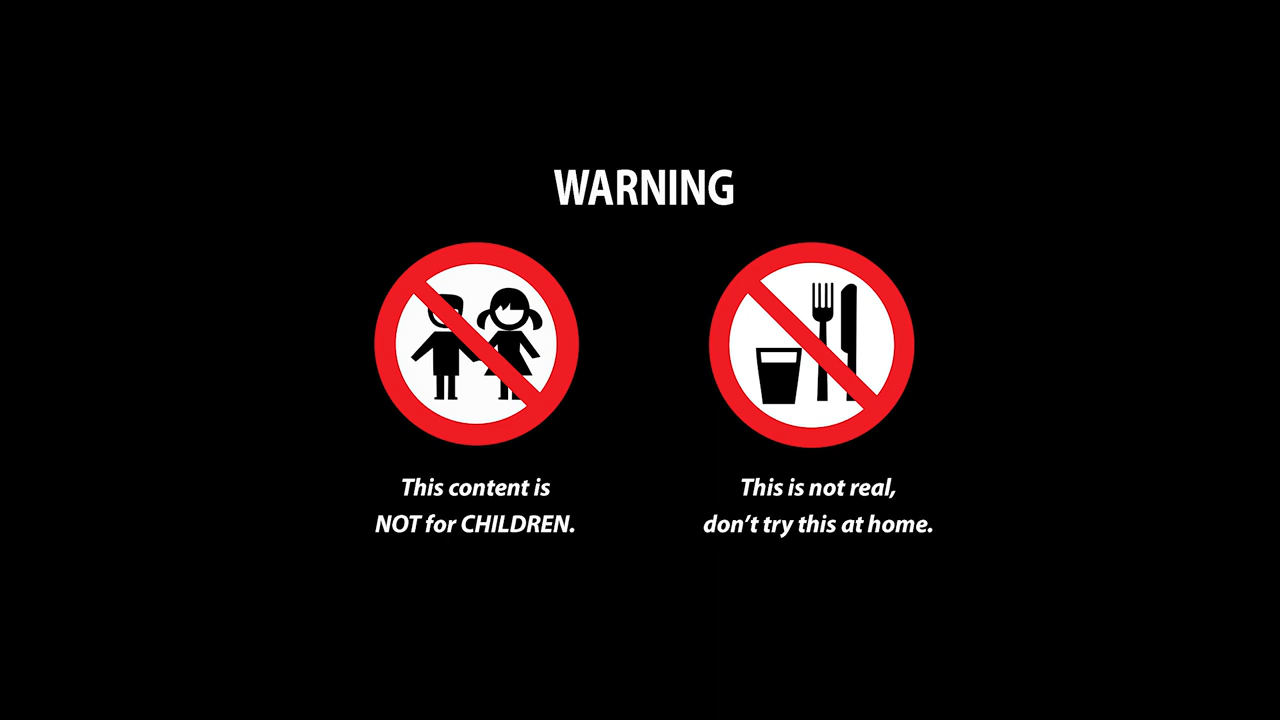 WARNING
This content is
NOT for CHILDREN.
This is not real,
don't try this at home.